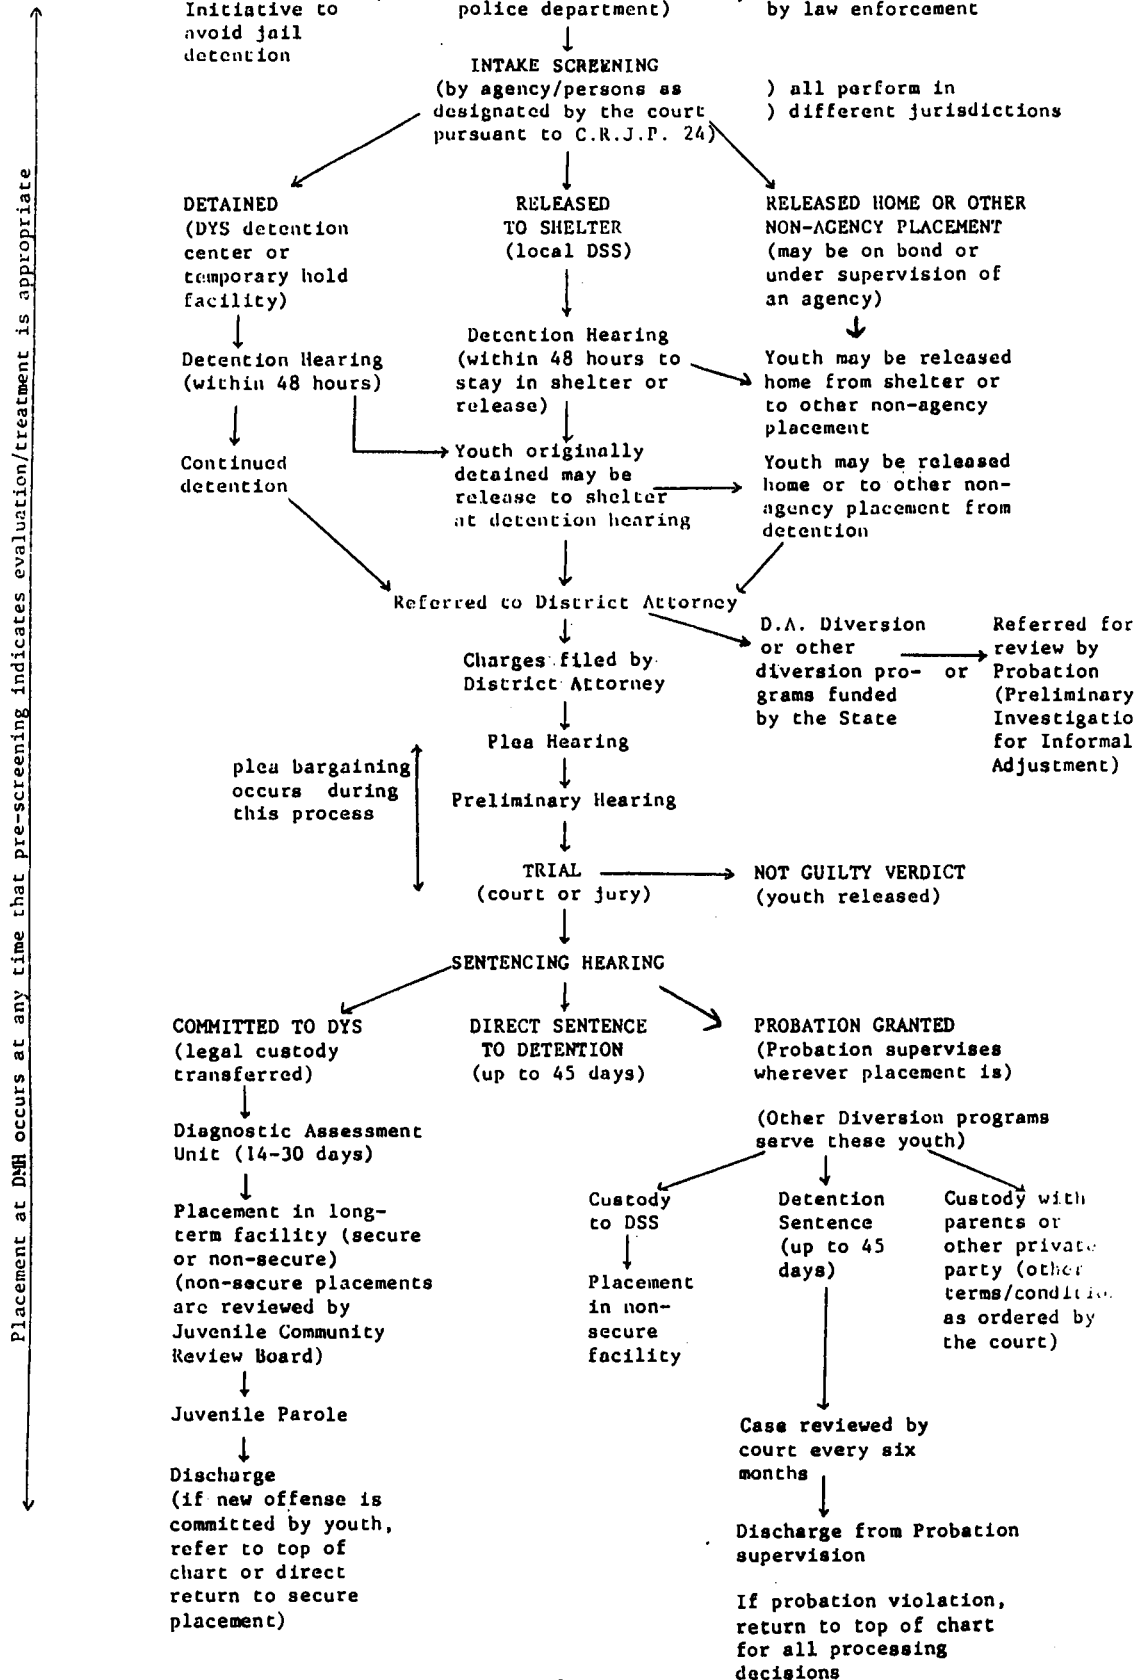 Initiative to
avoid jail
detention
police department)
by law enforcement
INTAKE SCREENING
(by agency/persons as
designated by the court
pursuant to C.R.J.P. 24)
) all perform in
) different jurisdictions
DETAINED
(DYS detention
center or
temporary hold
facility)
RELEASED
TO SHELTER
(local DSS)
RELEASED HOME OR OTHER
NON-AGENCY PLACEMENT
(may be on bond or
under supervision of
an agency)
Detention Hearing
(within 48 hours)
Detention Hearing
(within 48 hours to
stay in shelter or
release)
Youth may be released
home from shelter or
to other non-agency
placement
Continued
detention
Youth originally
detained may be
release to shelter
at detention hearing
Youth may be released
home or to other non-
agency placement from
detention
Referred to District Attorney
D.A. Diversion
or other
diversion pro- or
grams funded
by the State
Referred for
review by
Probation
(Preliminary
Investigatio
for Informal
Adjustment)
Charges filed by
District Attorney
Plea Hearing
plea bargaining
occurs during
this process
Preliminary Hearing
TRIAL
(court or jury)
NOT GUILTY VERDICT
(youth released)
SENTENCING HEARING
COMMITTED TO DYS
(legal custody
transferred)
DIRECT SENTENCE
TO DETENTION
(up to 45 days)
PROBATION GRANTED
(Probation supervises
wherever placement is)
(Other Diversion programs
serve these youth)
Diagnostic Assessment
Unit (14-30 days)
Placement in long-
term facility (secure
or non-secure)
(non-secure placements
are reviewed by
Juvenile Community
Review Board)
Custody
to DSS
Placement
in non-
secure
facility
Detention
Sentence
(up to 45
days)
Custody with
parents or
other private
party (other
terms/conditio
as ordered by
the court)
Juvenile Parole
Discharge
(if new offense is
committed by youth,
refer to top of
chart or direct
return to secure
placement)
Case reviewed by
court every six
months
Discharge from Probation
supervision
If probation violation,
return to top of chart
for all processing
decisions
Placement at DMH occurs at any time that pre-screening indicates evaluation/treatment is appropriate